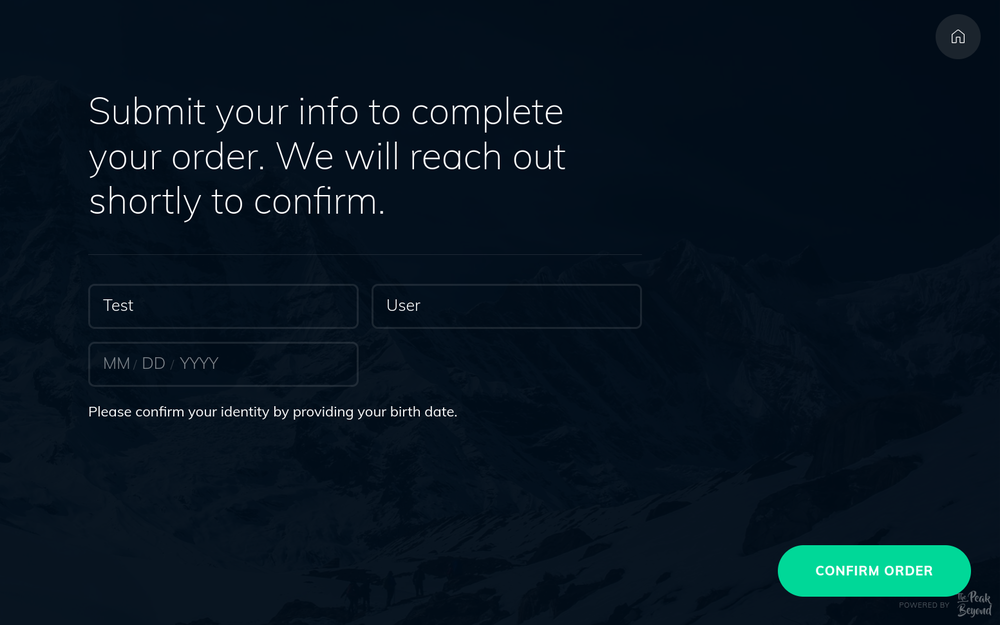 Submit your info to complete
your order. We will reach out
shortly to confirm.
Test
User
MM / DD / YYYY
Please confirm your identity by providing your birth date.
CONFIRM ORDER
POWERED BY
The Peak
Beyond